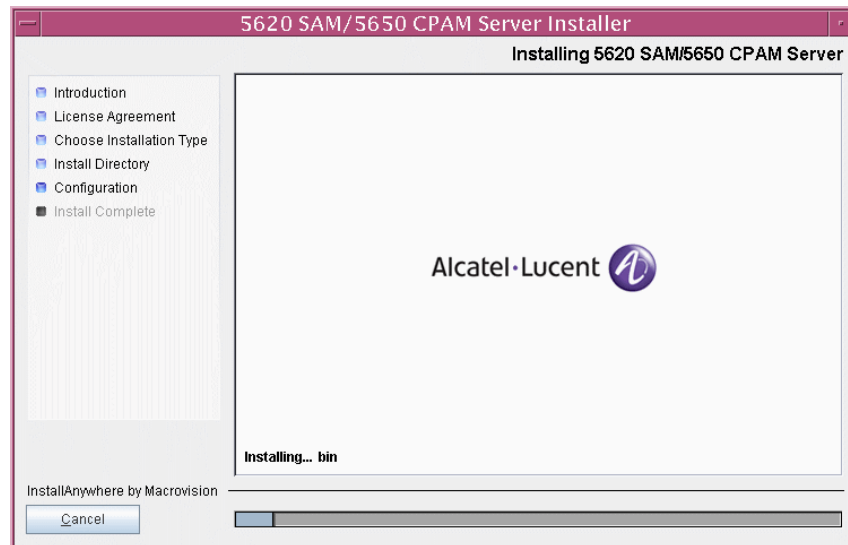 5620 SAM/5650 CPAM Server Installer
Installing 5620 SAM/5650 CPAM Server
Introduction
License Agreement
Choose Installation Type
Install Directory
Configuration
Install Complete
Alcatel·Lucent
Installing... bin
InstallAnywhere by Macrovision
Cancel